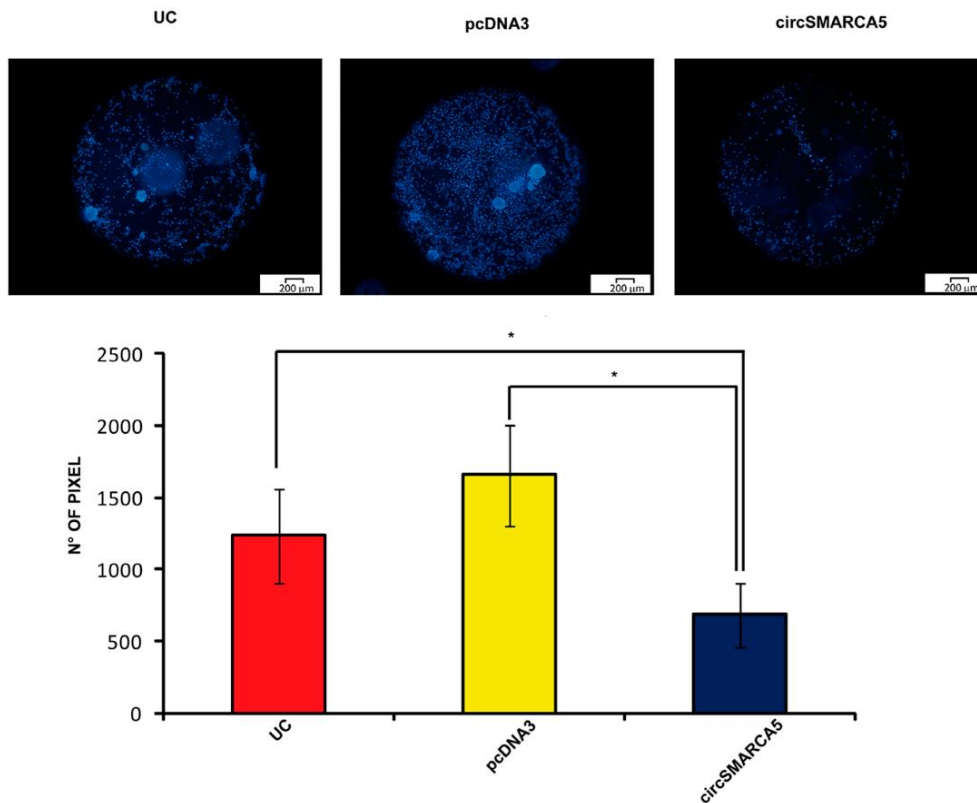 UC
pcDNA3
circSMARCA5
200 μm
200 μm
200 μm
*
*
2500
2000
1500
1000
500
0
N° OF PIXEL
UC
pcDNA3
circSMARCA5